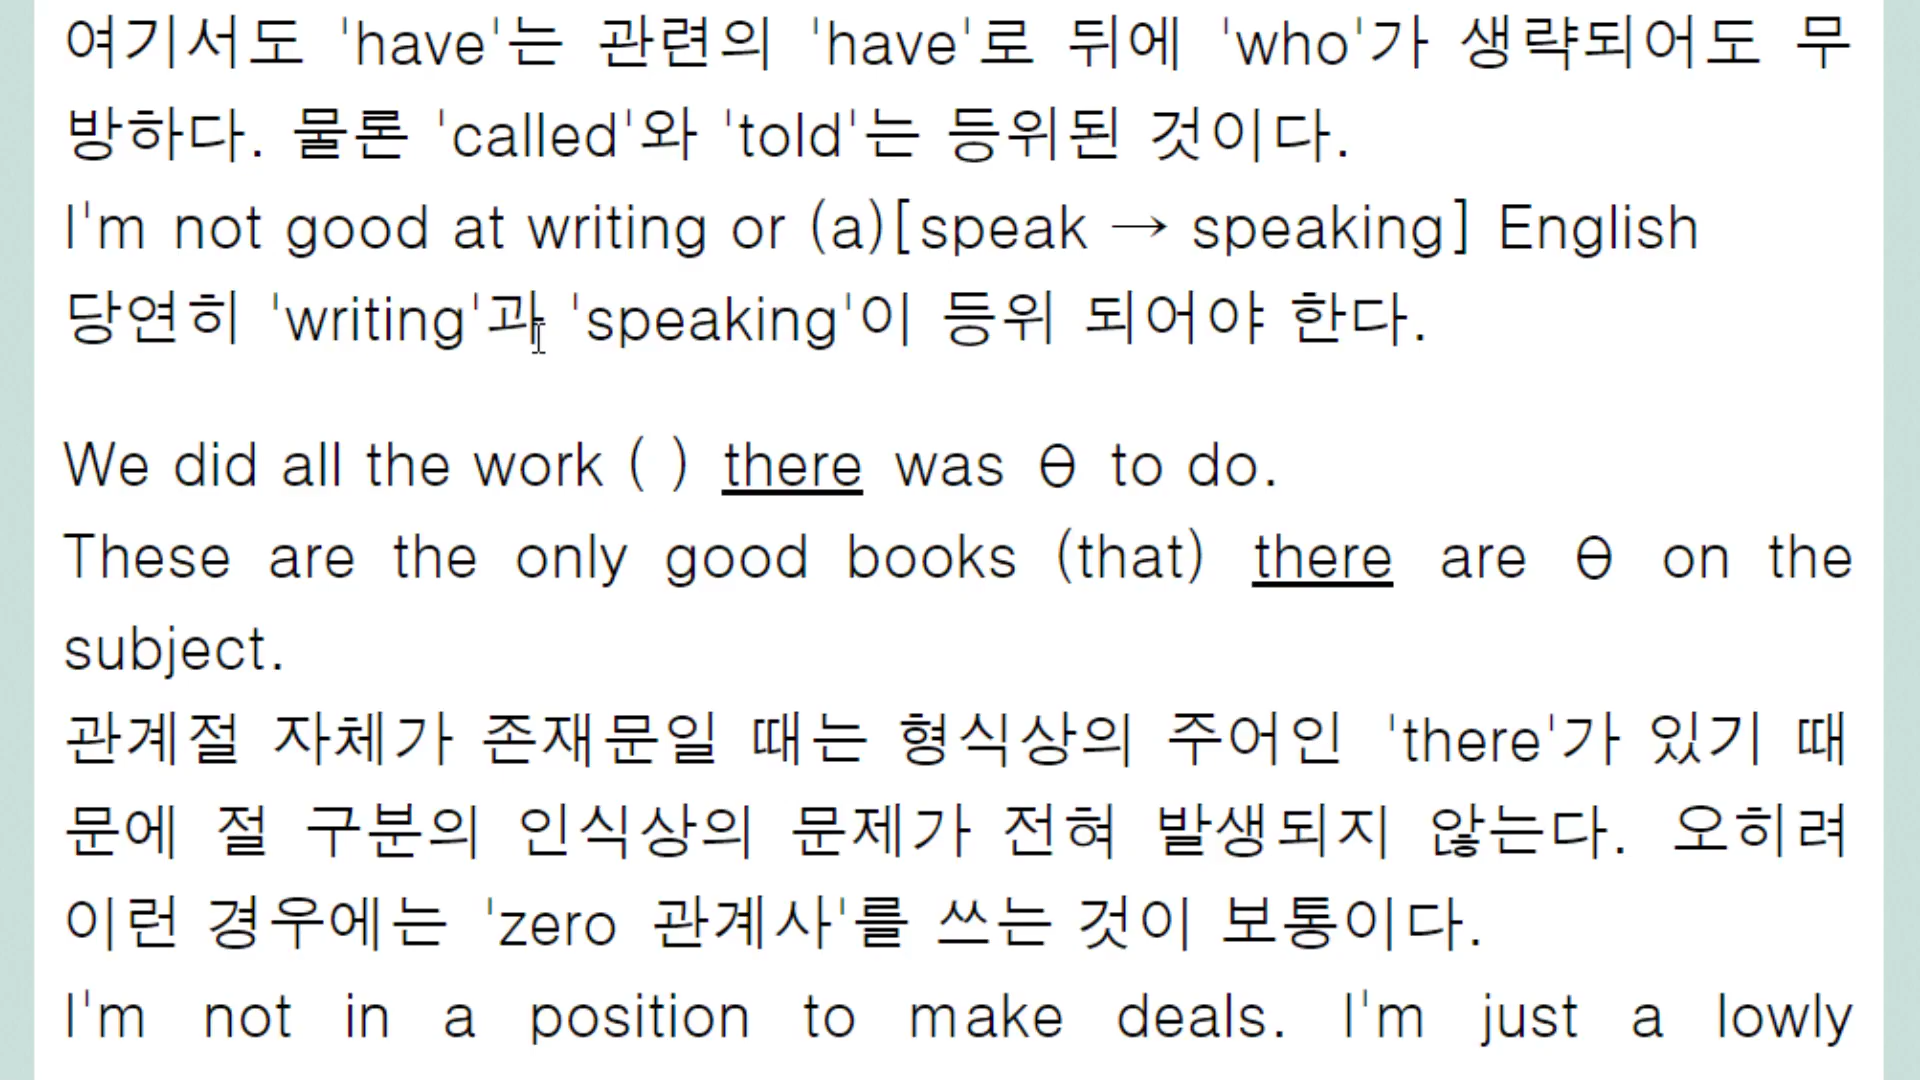 여기서도 'have'는 관련의 'have'로 뒤에 'who'가 생략되어도 무
방하다. 물론 'called'와 'told'는 등위된 것이다.
I'm not good at writing or (a)[speak → speaking] English
당연히 'writing'과 'speaking'이 등위 되어야 한다.
We did all the work ( ) there was θ to do.
These are the only good books (that) there are θ on the
subject.
관계절 자체가 존재문일 때는 형식상의 주어인 'there'가 있기 때
문에 절 구분의 인식상의 문제가 전혀 발생되지 않는다. 오히려
이런 경우에는 'zero 관계사'를 쓰는 것이 보통이다.
I'm not in a position to make deals. I'm just a lowly